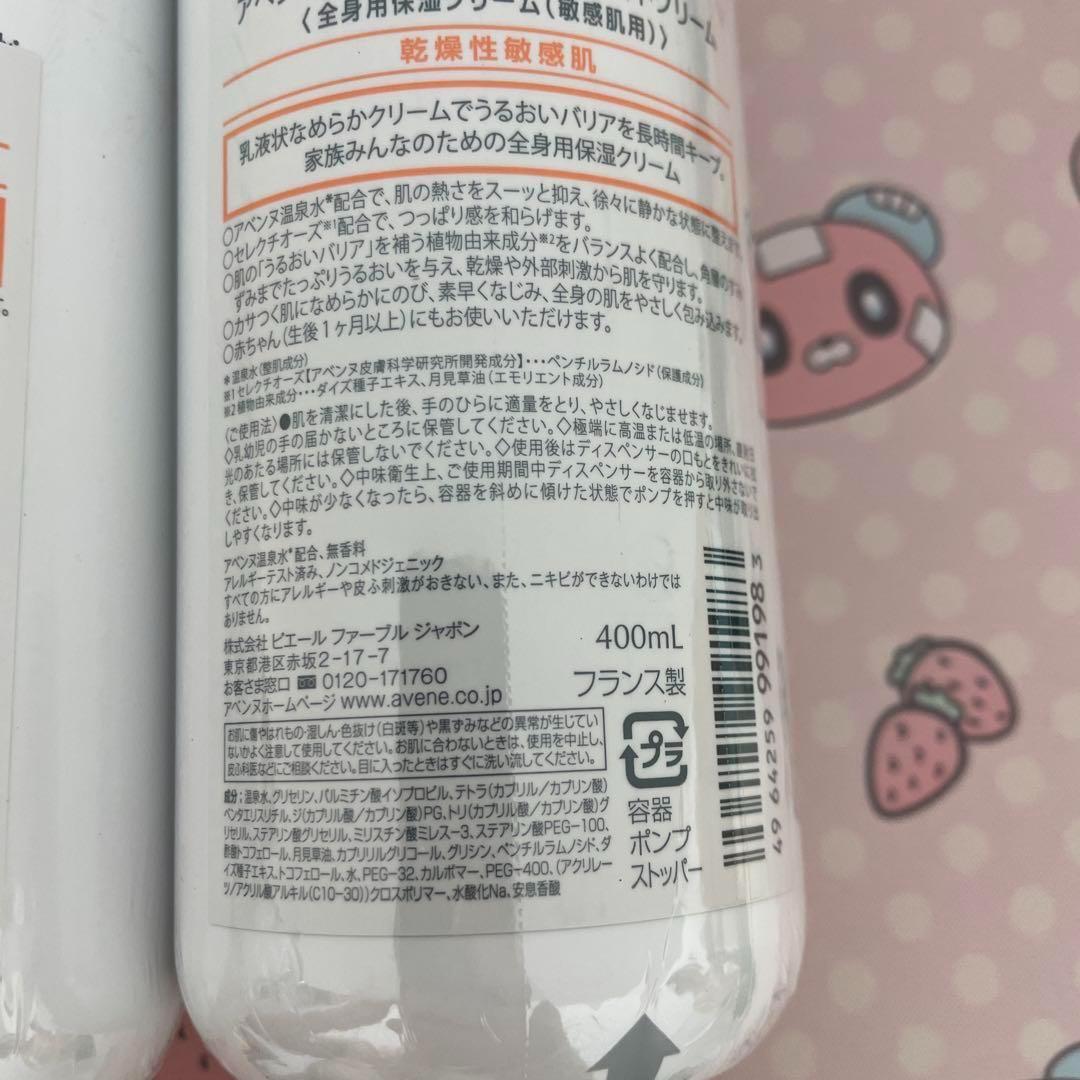 アベンヌ
クリーム
〈全身用保湿クリーム(敏感肌用)〉
乾燥性敏感肌
乳液状なめらかクリームでうるおいバリアを長時間キープ。
家族みんなのための全身用保湿クリーム
○アベンヌ温泉水*配合で、肌の熱さをスーッと抑え、徐々に静かな状態に整えます。
○セレクチオーズ※1配合で、つっぱり感を和らげます。
○肌の「うるおいバリア」を補う植物由来成分※2をバランスよく配合し、角層のすみ
ずみまでたっぷりうるおいを与え、乾燥や外部刺激から肌を守ります。
○カサつく肌になめらかにのび、素早くなじみ、全身の肌をやさしく包み込みます。
○赤ちゃん(生後1ヶ月以上)にもお使いいただけます。
*温泉水(整肌成分)
※1セレクチオーズ【アベンヌ皮膚科学研究所開発成分】・・・ペンチルラムノシド(保護成分)
※2植物由来成分・・・ダイズ種子エキス、月見草油(エモリエント成分)
〈ご使用法〉●肌を清潔にした後、手のひらに適量をとり、やさしくなじませます。
◇乳幼児の手の届かないところに保管してください。◇極端に高温または低温の場所、直射日
光のあたる場所には保管しないでください。◇使用後はディスペンサーの口もとをきれいに拭
き、保管してください。◇中味衛生上、ご使用期間中ディスペンサーを容器から取り外さないで
ください。◇中味が少なくなったら、容器を斜めに傾けた状態でポンプを押すと中味が取り出
しやすくなります。
アベンヌ温泉水*配合、無香料
アレルギーテスト済み、ノンコメドジェニック
すべての方にアレルギーや皮ふ刺激がおきない、また、ニキビができないわけでは
ありません。
株式会社 ピエール ファーブル ジャポン
東京都港区赤坂2-17-7
お客さま窓口 0120-171760
アベンヌホームページ www.avene.co.jp
400mL
フランス製
お肌に傷やはれもの・湿しん・色抜け(白斑等)や黒ずみなどの異常が生じてい
ないかよく注意して使用してください。お肌に合わないときは、使用を中止し、
皮ふ科医などにご相談ください。目に入ったときはすぐに洗い流してください。
成分:温泉水、グリセリン、パルミチン酸イソプロピル、テトラ(カプリル/カプリン酸)
ペンタエリスリチル、ジ(カプリル酸/カプリン酸)PG、トリ(カプリル酸/カプリン酸)グ
リセリル、ステアリン酸グリセリル、ミリスチン酸ミレス-3、ステアリン酸PEG-100、
酢酸トコフェロール、月見草油、カプリリルグリコール、グリシン、ペンチルラムノシド、ダ
イズ種子エキス、トコフェロール、水、PEG-32、カルボマー、PEG-400、(アクリレー
ツ/アクリル酸アルキル(C10-30))クロスポリマー、水酸化Na、安息香酸
プラ
容器
ポンプ
ストッパー
49 64259 99198 3